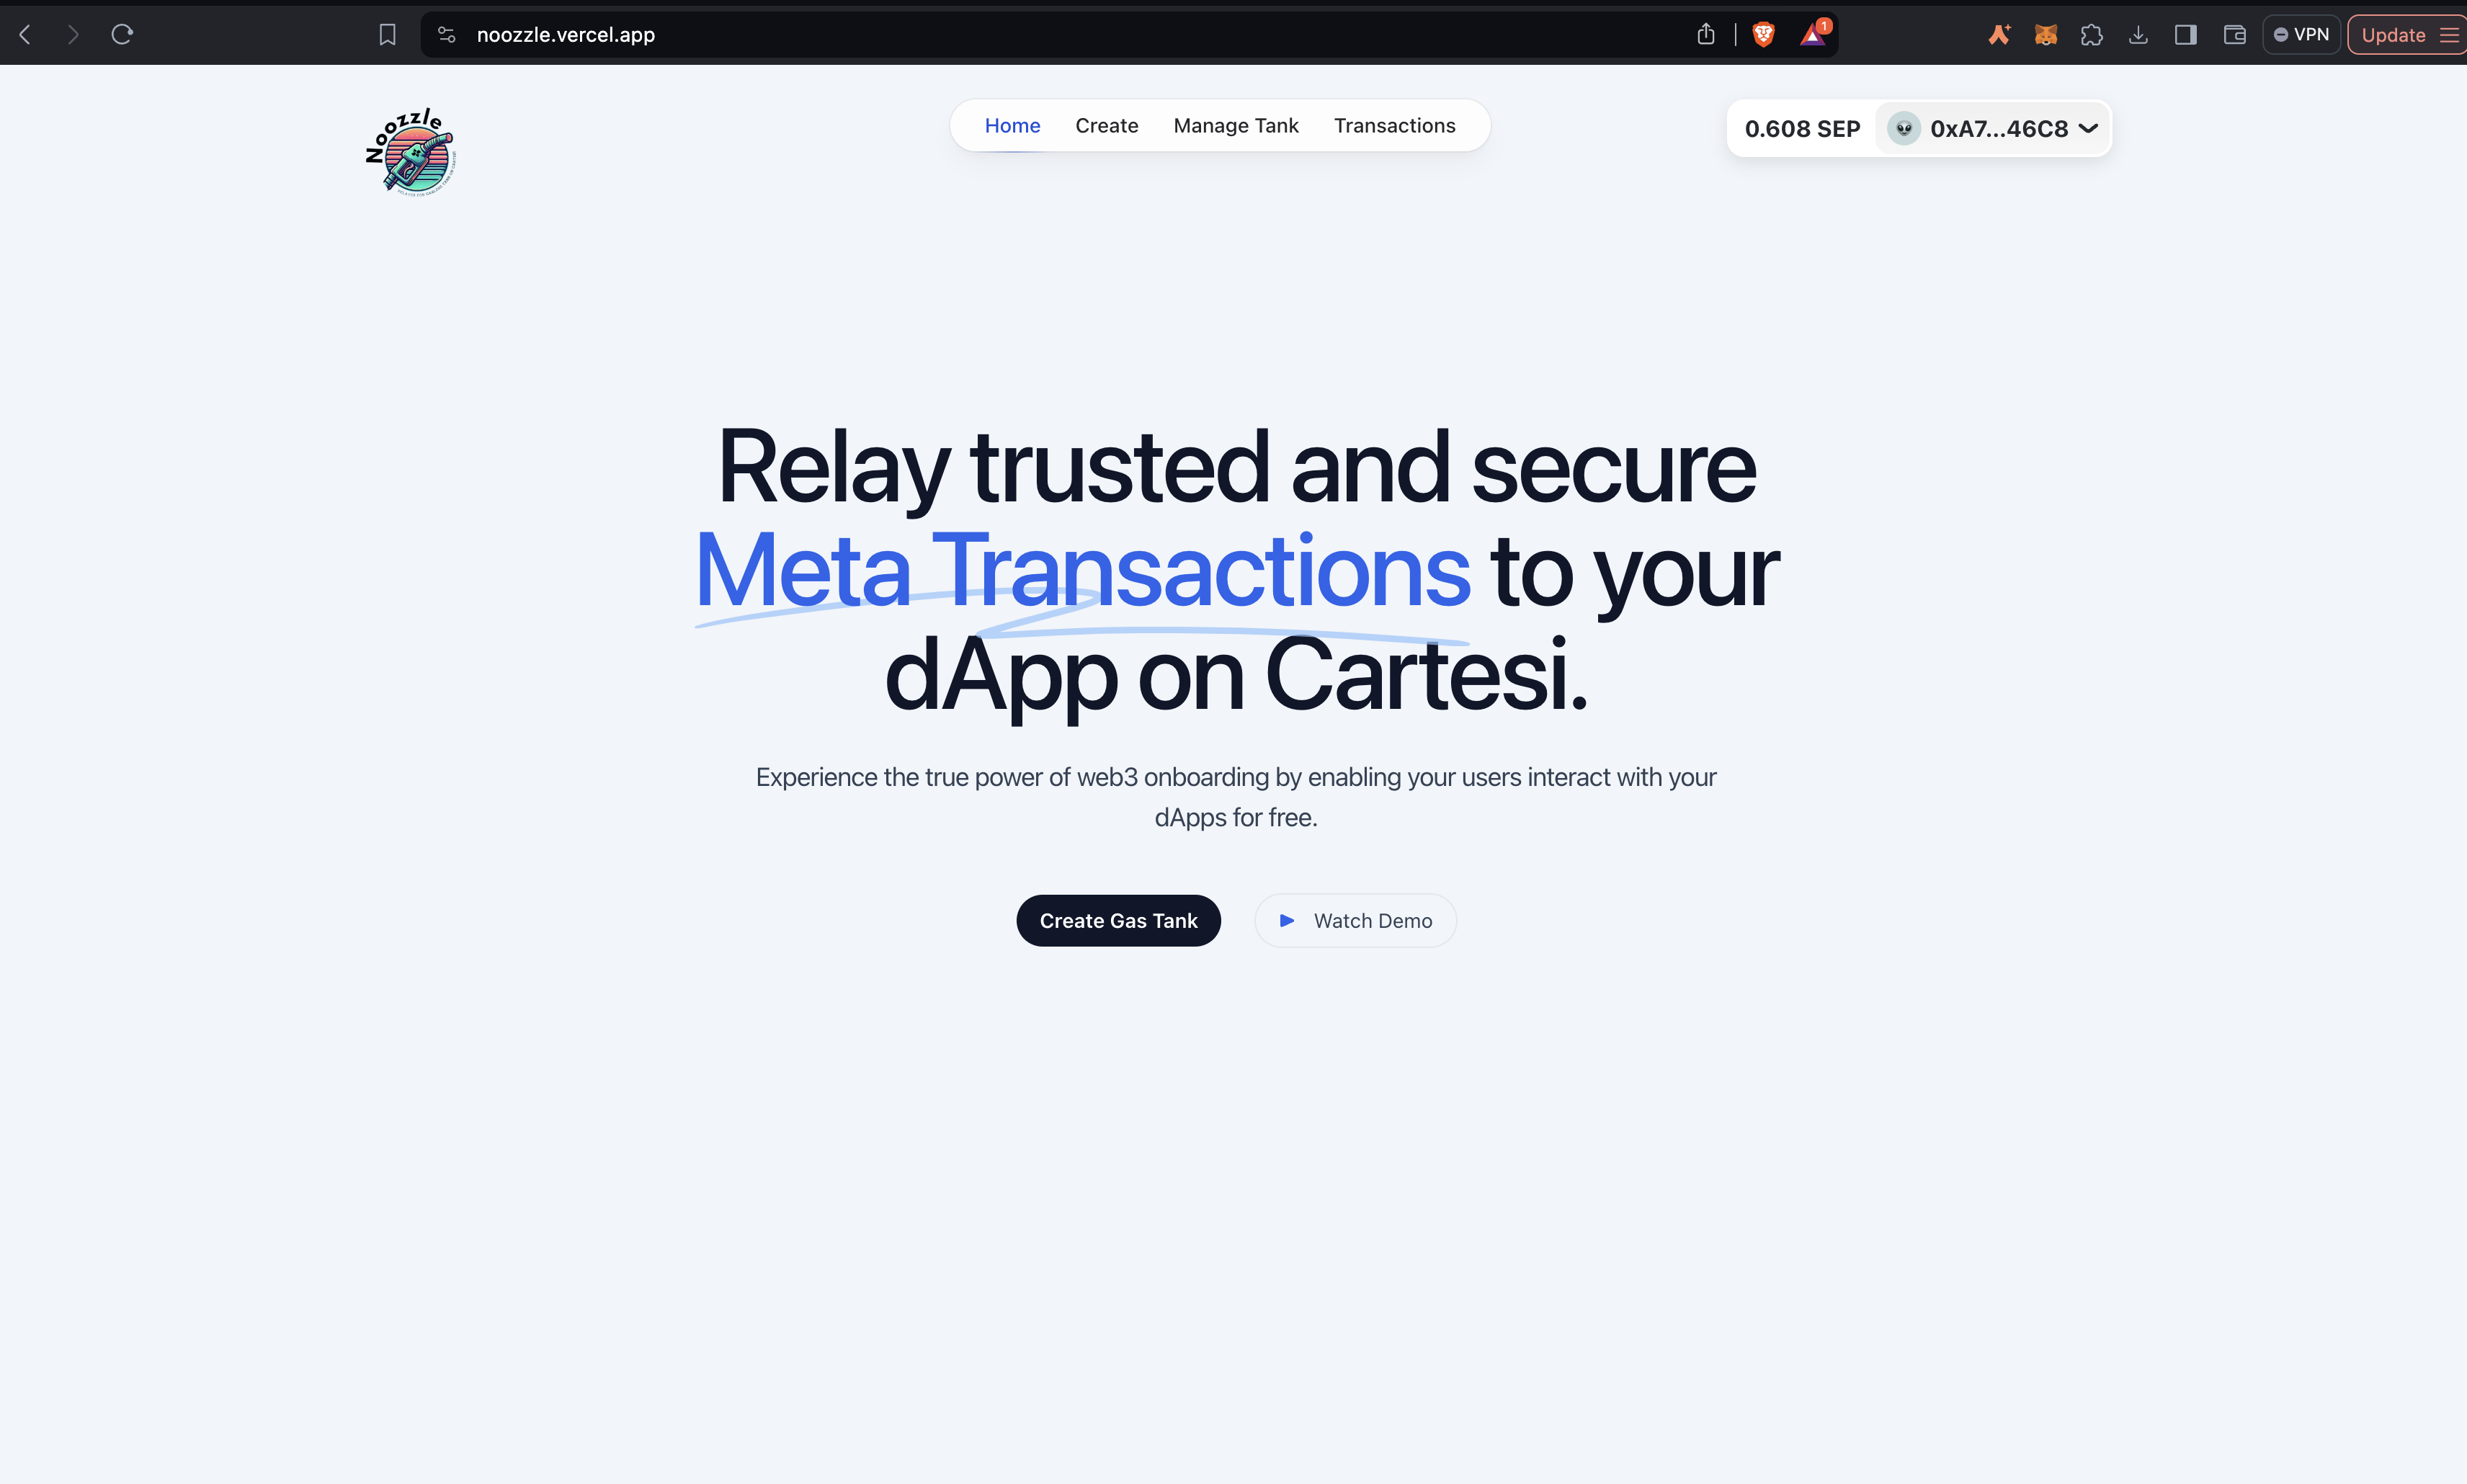 noozzle.vercel.app
1
VPN
Update
Noozzle
Home Create Manage Tank Transactions
0.608 SEP 0xA7...46C8
Relay trusted and secure
Meta Transactions to your
dApp on Cartesi.
Experience the true power of web3 onboarding by enabling your users interact with your
dApps for free.
Create Gas Tank
Watch Demo